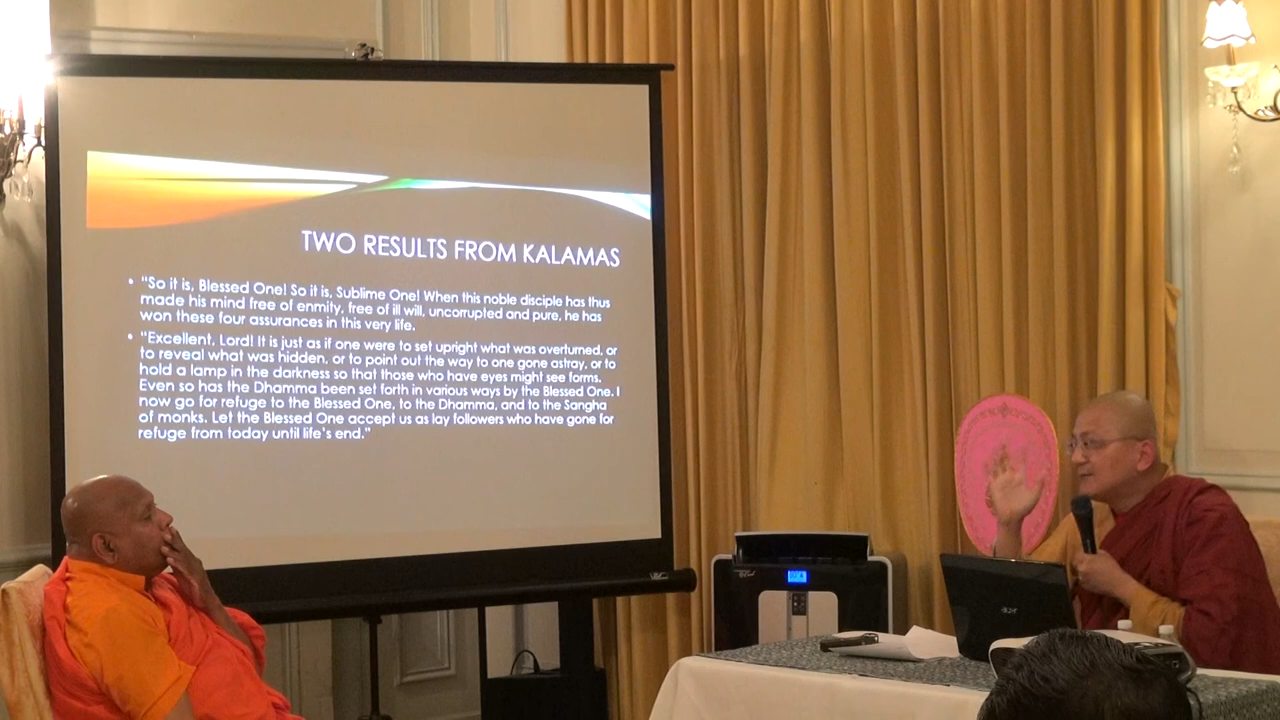 TWO RESULTS FROM KALAMAS
• "So it is, Blessed One! So it is, Sublime One! When this noble disciple has thus
made his mind free of enmity, free of ill will, uncorrupted and pure, he has
won these four assurances in this very life.
• "Excellent, Lord! It is just as if one were to set upright what was overturned, or
to reveal what was hidden, or to point out the way to one gone astray, or to
hold a lamp in the darkness so that those who have eyes might see forms.
Even so has the Dhamma been set forth in various ways by the Blessed One. I
now go for refuge to the Blessed One, to the Dhamma, and to the Sangha
of monks. Let the Blessed One accept us as lay followers who have gone for
refuge from today until life's end."
acer